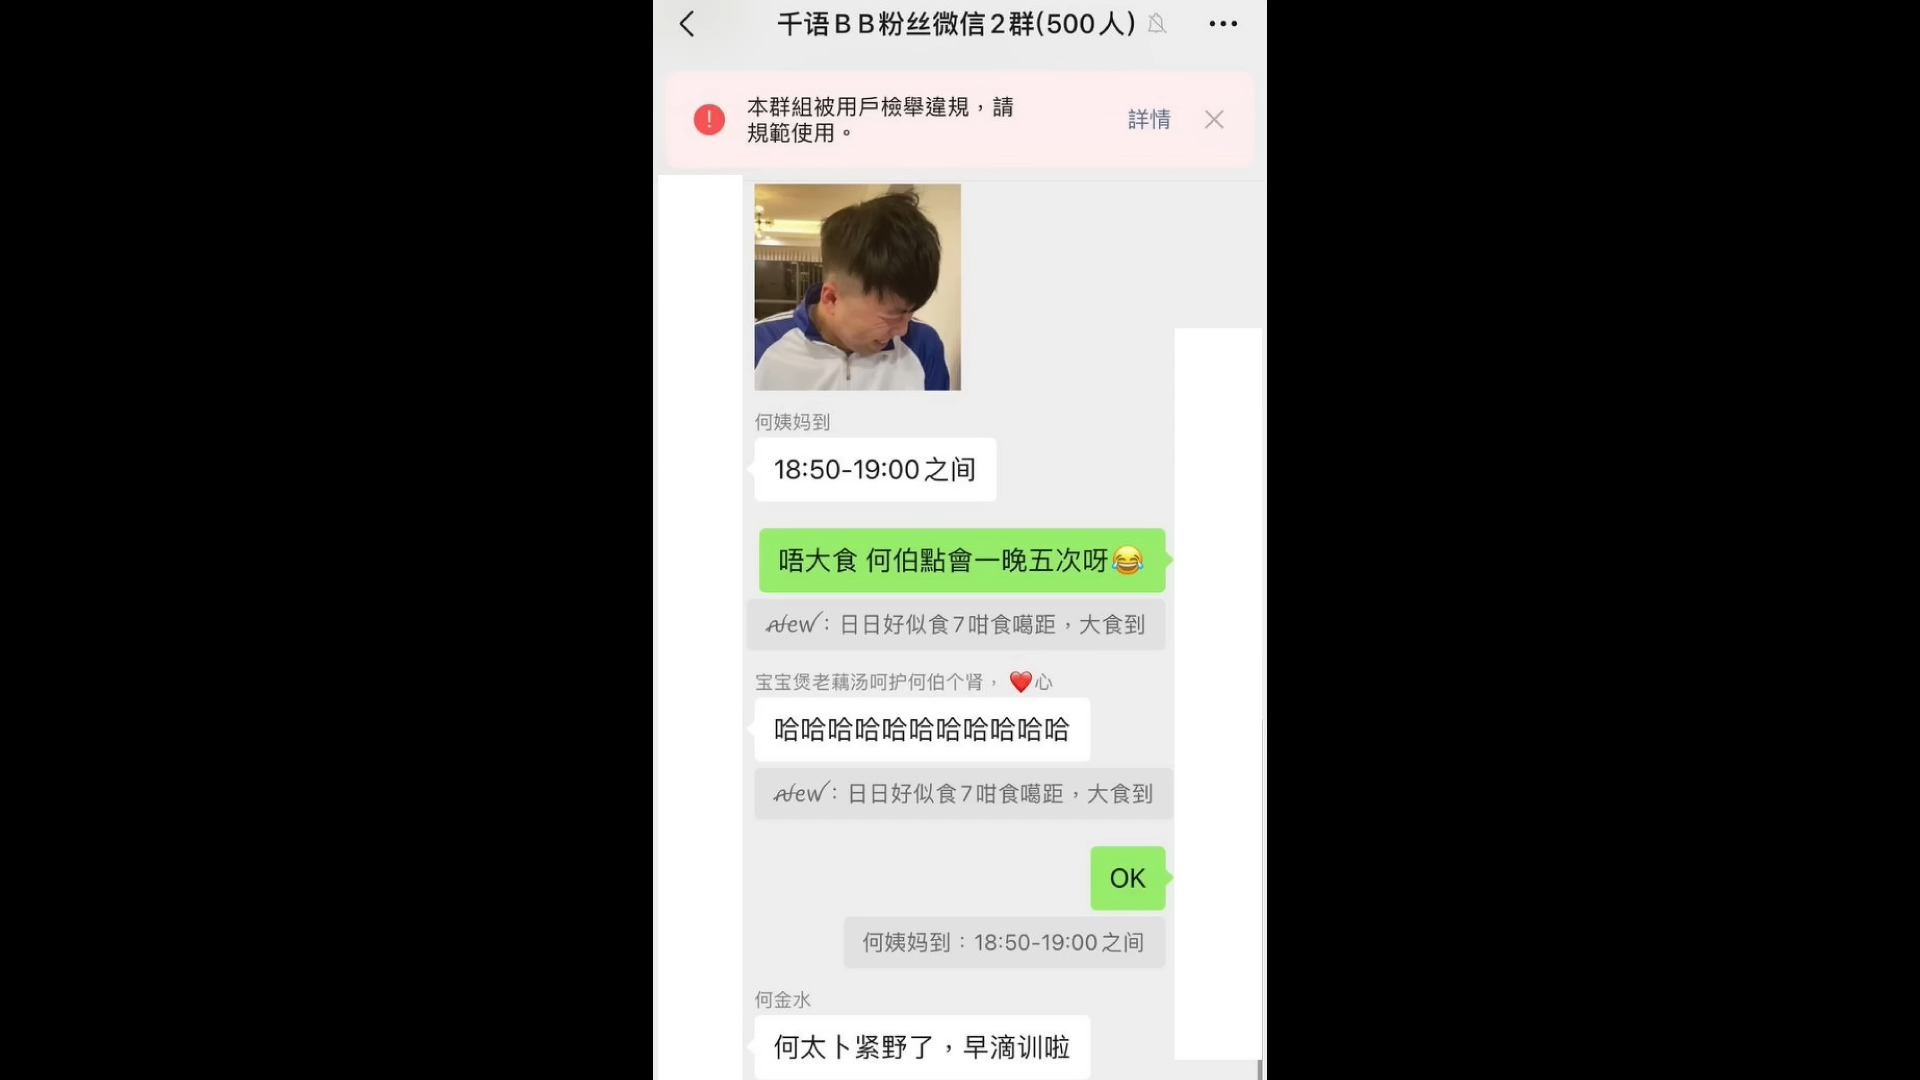 千语BB粉丝微信2群(500人)
本群組被用戶檢舉違規，請
規範使用。
詳情
何姨妈到
18:50-19:00之间
唔大食 何伯點會一晚五次呀😂
𝓃few：日日好似食7咁食噶距，大食到
宝宝煲老藕汤呵护何伯个肾，❤️心
哈哈哈哈哈哈哈哈哈哈哈
𝓃few：日日好似食7咁食噶距，大食到
OK
何姨妈到：18:50-19:00之间
何金水
何太卜紧野了，早滴训啦